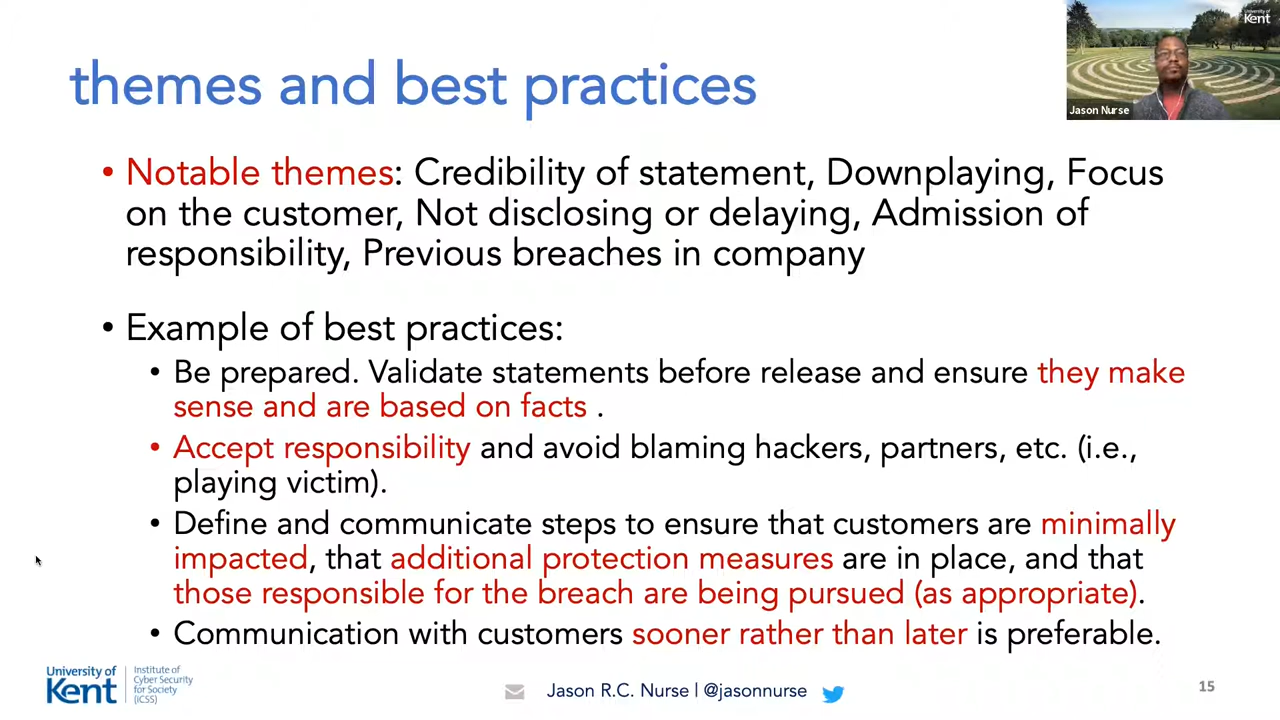 themes and best practices
University of
Kent
Jason Nurse
• Notable themes: Credibility of statement, Downplaying, Focus
on the customer, Not disclosing or delaying, Admission of
responsibility, Previous breaches in company
• Example of best practices:
• Be prepared. Validate statements before release and ensure they make
sense and are based on facts .
• Accept responsibility and avoid blaming hackers, partners, etc. (i.e.,
playing victim).
• Define and communicate steps to ensure that customers are minimally
impacted, that additional protection measures are in place, and that
those responsible for the breach are being pursued (as appropriate).
• Communication with customers sooner rather than later is preferable.
University of
Kent
Institute of
Cyber Security
for Society
(iCSS)
Jason R.C. Nurse | @jasonnurse
15